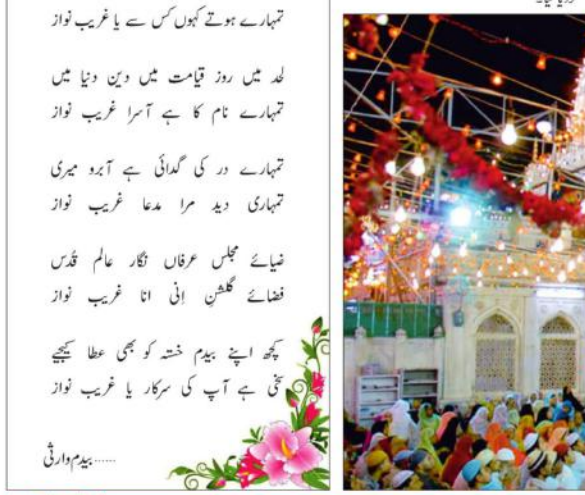 تمہارے ہوتے کہوں کس سے یا غریب نواز
لحد میں روز قیامت میں دین دنیا میں
تمہارے نام کا ہے آسرا غریب نواز
تمہارے در کی گدائی ہے آبرو میری
تمہاری دید مرا مدعا غریب نواز
ضیائے مجلس عرفاں نگار عالم قُدس
فضائے گلشنِ اِنی انا غریب نواز
کچھ اپنے بیدم خستہ کو بھی عطا کیجیے
سخی ہے آپ کی سرکار یا غریب نواز
......بیدم وارثی